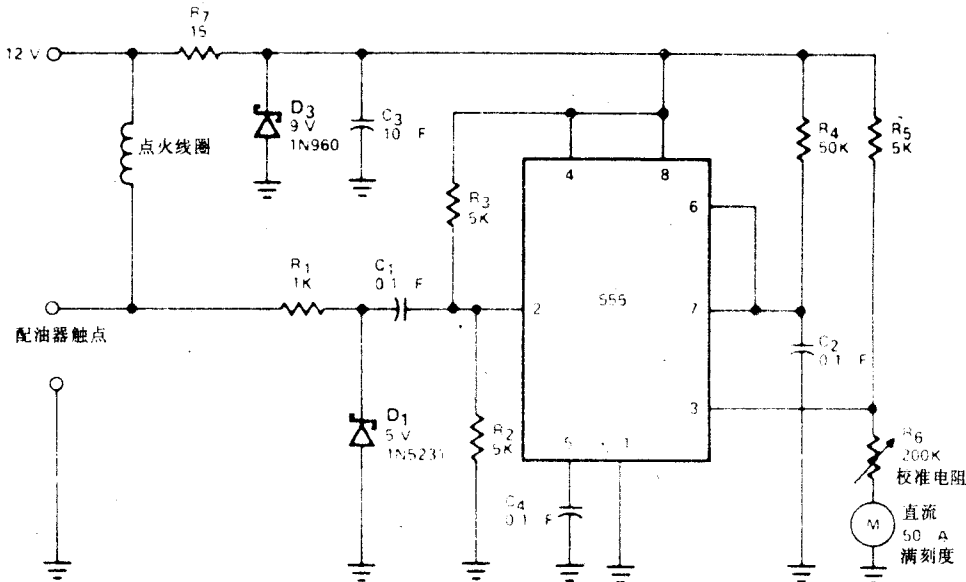 R7
15
12 V
D3
9 V
1N960
C3
10 F
点火线圈
R4
50K
R5
5K
4
8
6
R3
5K
R1
1K
C1
0.1 F
2
555
7
配油器触点
C2
0.1 F
D1
5 V
1N5231
R2
5K
3
5
1
R6
200K
校准电阻
C4
0.1 F
M
直流
50 A
满刻度